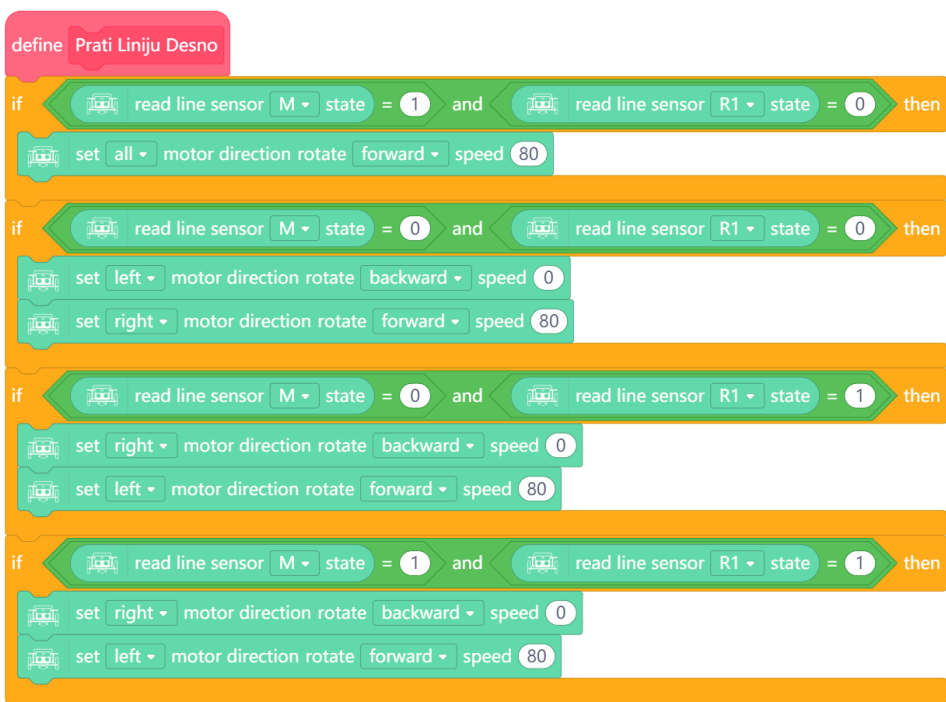 define Prati Liniju Desno
if read line sensor M state = 1 and read line sensor R1 state = 0 then
set all motor direction rotate forward speed 80
if read line sensor M state = 0 and read line sensor R1 state = 0 then
set left motor direction rotate backward speed 0
set right motor direction rotate forward speed 80
if read line sensor M state = 0 and read line sensor R1 state = 1 then
set right motor direction rotate backward speed 0
set left motor direction rotate forward speed 80
if read line sensor M state = 1 and read line sensor R1 state = 1 then
set right motor direction rotate backward speed 0
set left motor direction rotate forward speed 80